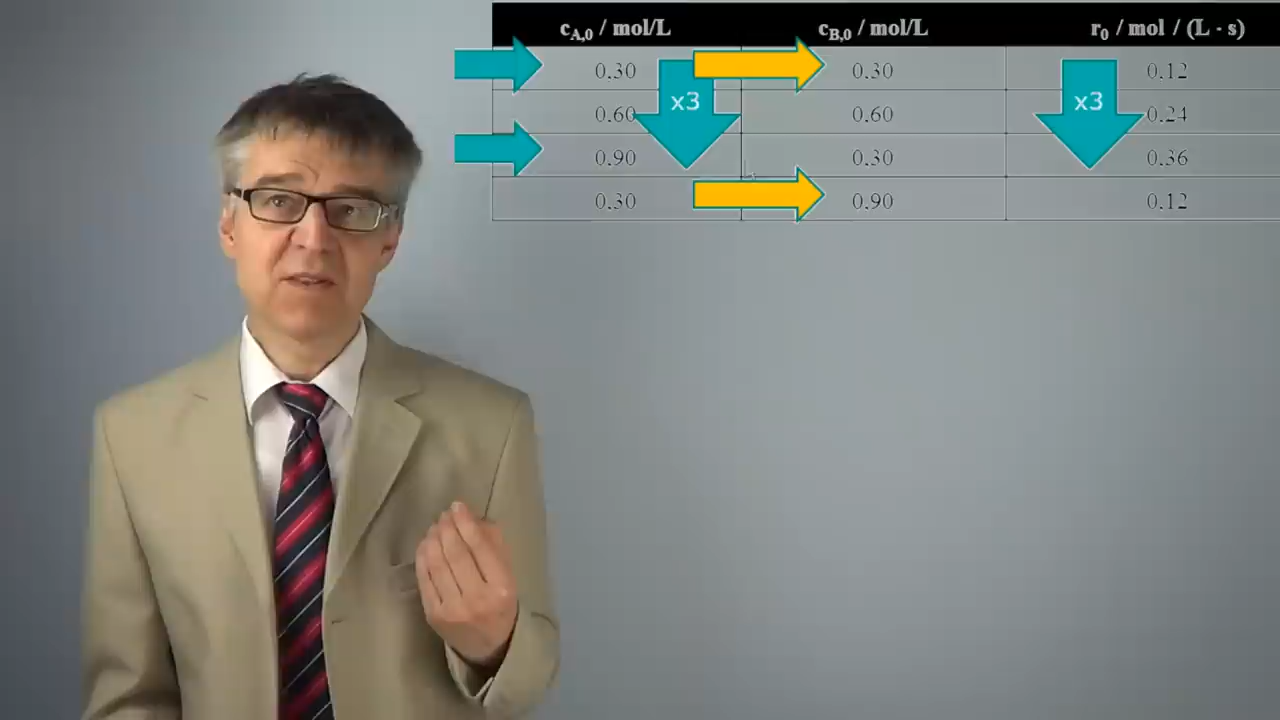 c_A,0 / mol/L c_B,0 / mol/L r_0 / mol / (L · s)
0.30 0.30 0.12
x3 x3
0.60 0.60 0.24
0.90 0.30 0.36
0.30 0.90 0.12